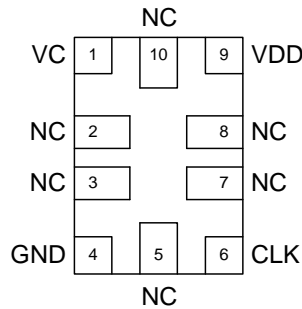 NC
VC 1 10 9 VDD
NC 2 8 NC
NC 3 7 NC
GND 4 5 6 CLK
NC